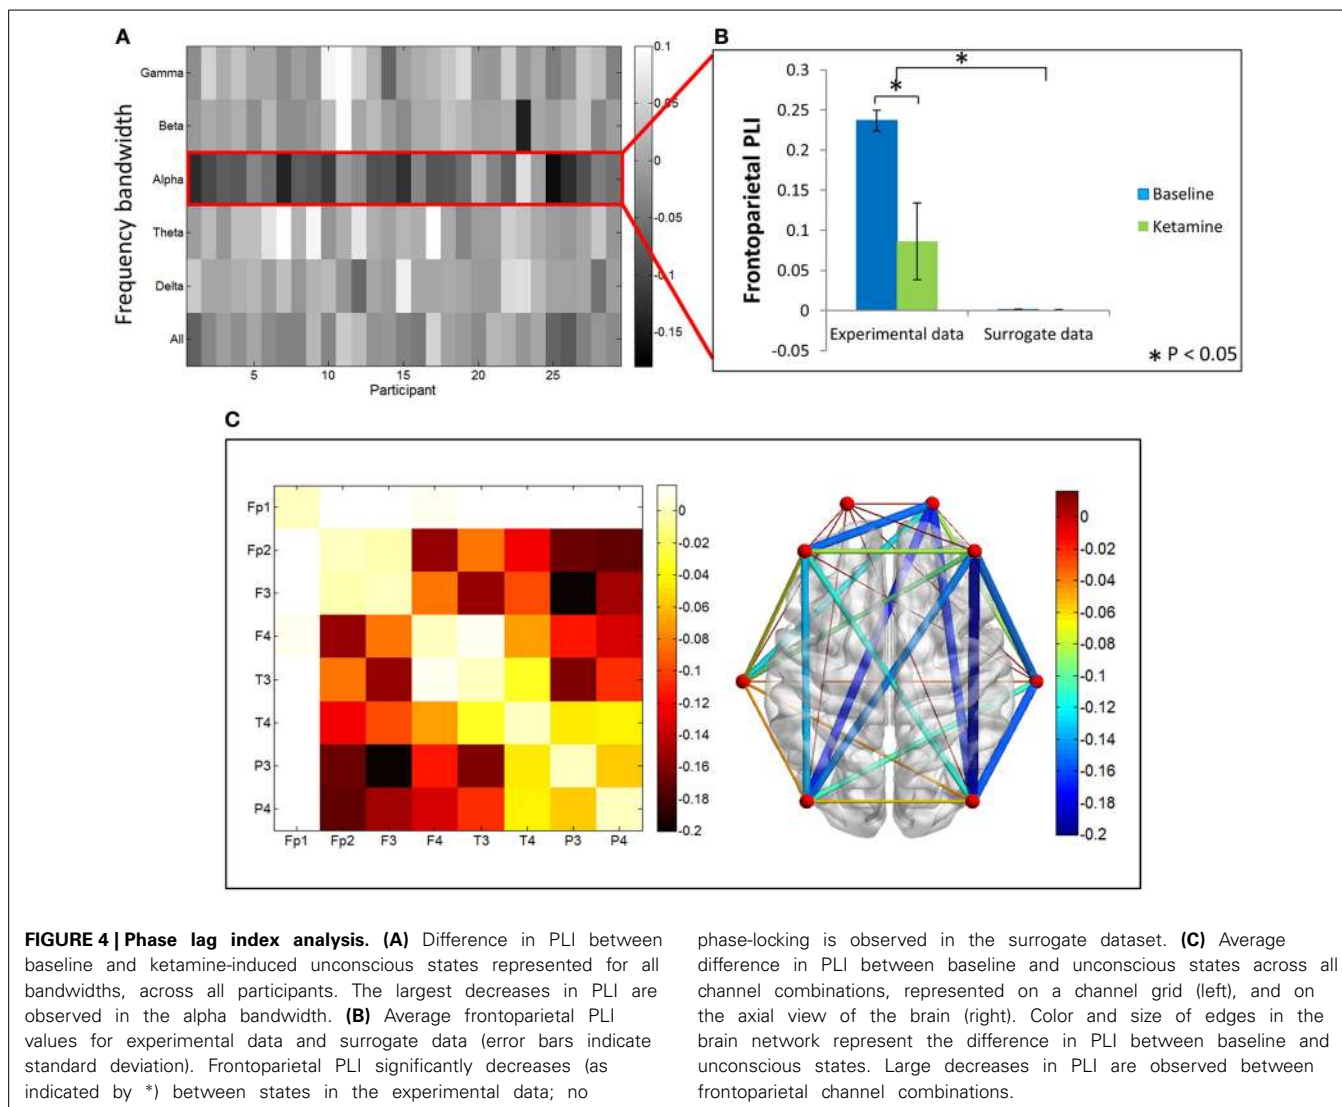 A
Frequency bandwidth
Gamma
Beta
Alpha
Theta
Delta
All
5 10 15 20 25
Participant
0.1
0.05
0
-0.05
-0.1
-0.15
B
Frontoparietal PLI
0.3
0.25
0.2
0.15
0.1
0.05
0
-0.05
*
*
Experimental data Surrogate data
Baseline
Ketamine
* P < 0.05
C
Fp1
Fp2
F3
F4
T3
T4
P3
P4
Fp1 Fp2 F3 F4 T3 T4 P3 P4
0
-0.02
-0.04
-0.06
-0.08
-0.1
-0.12
-0.14
-0.16
-0.18
-0.2
0
-0.02
-0.04
-0.06
-0.08
-0.1
-0.12
-0.14
-0.16
-0.18
-0.2
FIGURE 4 | Phase lag index analysis. (A) Difference in PLI between
baseline and ketamine-induced unconscious states represented for all
bandwidths, across all participants. The largest decreases in PLI are
observed in the alpha bandwidth. (B) Average frontoparietal PLI
values for experimental data and surrogate data (error bars indicate
standard deviation). Frontoparietal PLI significantly decreases (as
indicated by *) between states in the experimental data; no
phase-locking is observed in the surrogate dataset. (C) Average
difference in PLI between baseline and unconscious states across all
channel combinations, represented on a channel grid (left), and on
the axial view of the brain (right). Color and size of edges in the
brain network represent the difference in PLI between baseline and
unconscious states. Large decreases in PLI are observed between
frontoparietal channel combinations.